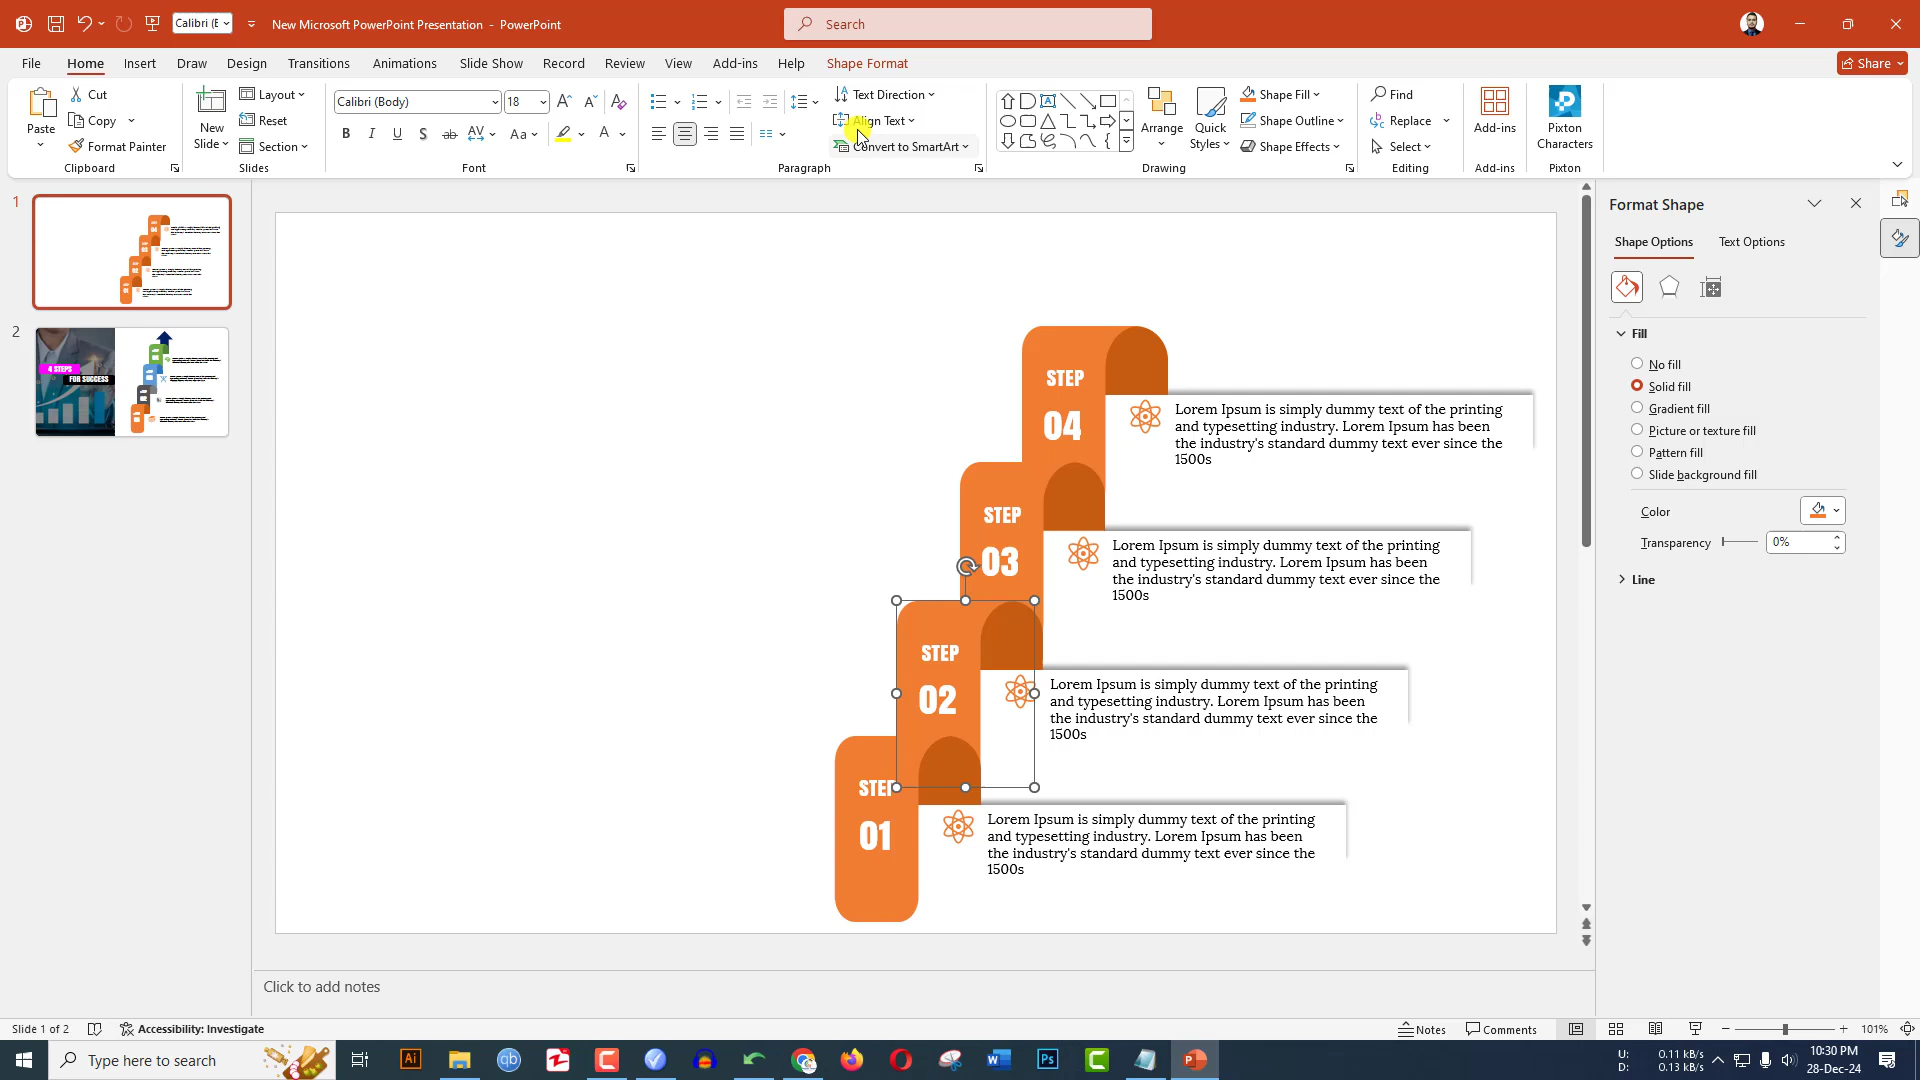 Calibri (E
New Microsoft PowerPoint Presentation - PowerPoint
Search
File
Home
Insert
Draw
Design
Transitions
Animations
Slide Show
Record
Review
View
Add-ins
Help
Shape Format
Share
Paste
Cut
Copy
Format Painter
Clipboard
New
Slide
Layout
Reset
Section
Slides
Calibri (Body)
18
Font
Text Direction
Align Text
Convert to SmartArt
Paragraph
Arrange
Quick
Styles
Shape Fill
Shape Outline
Shape Effects
Drawing
Find
Replace
Select
Editing
Add-ins
Add-ins
Pixton
Characters
Pixton
1
2
4 STEPS
FOR SUCCESS
STEP
04
Lorem Ipsum is simply dummy text of the printing
and typesetting industry. Lorem Ipsum has been
the industry's standard dummy text ever since the
1500s
STEP
03
Lorem Ipsum is simply dummy text of the printing
and typesetting industry. Lorem Ipsum has been
the industry's standard dummy text ever since the
1500s
STEP
02
Lorem Ipsum is simply dummy text of the printing
and typesetting industry. Lorem Ipsum has been
the industry's standard dummy text ever since the
1500s
STEP
01
Lorem Ipsum is simply dummy text of the printing
and typesetting industry. Lorem Ipsum has been
the industry's standard dummy text ever since the
1500s
Format Shape
Shape Options
Text Options
Fill
No fill
Solid fill
Gradient fill
Picture or texture fill
Pattern fill
Slide background fill
Color
Transparency
0%
Line
Click to add notes
Slide 1 of 2
Accessibility: Investigate
Notes
Comments
101%
Type here to search
U: 0.11 kB/s
D: 0.13 kB/s
10:30 PM
28-Dec-24